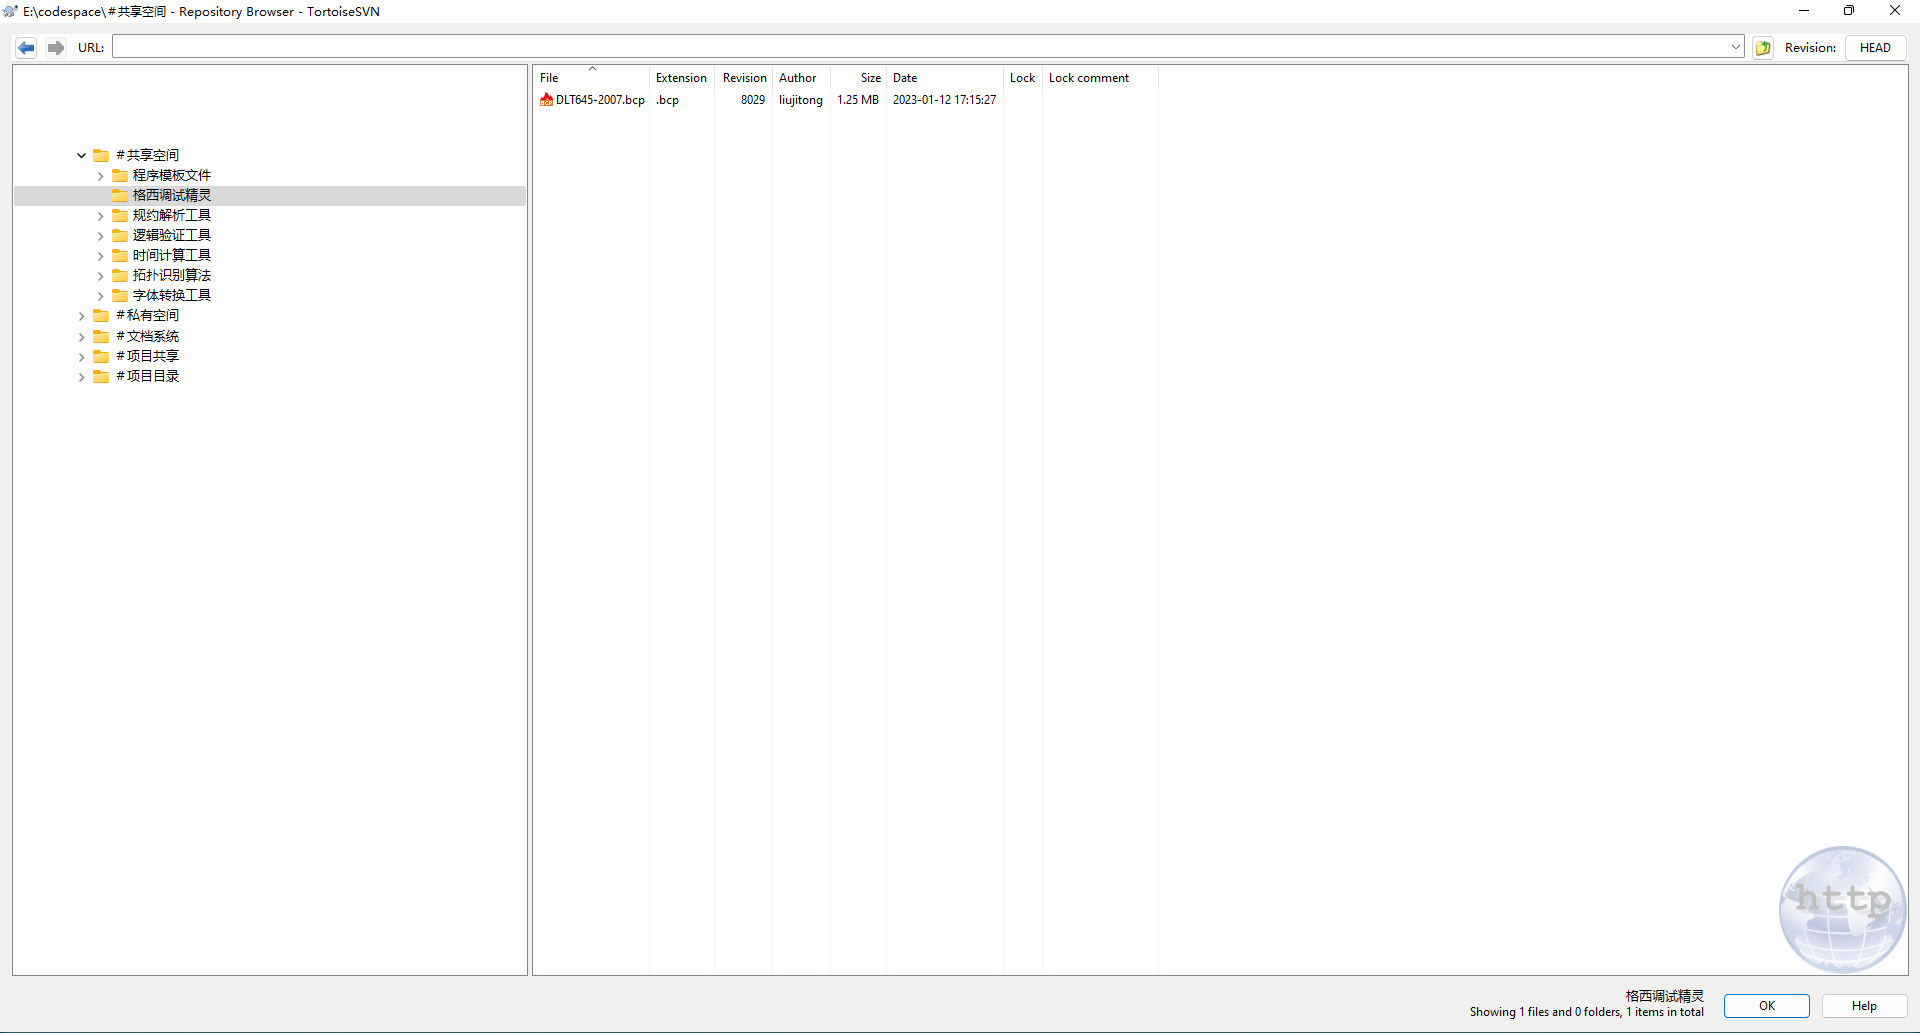 E:\codespace\#共享空间 - Repository Browser - TortoiseSVN
URL:
Revision: HEAD
File Extension Revision Author Size Date Lock Lock comment
DLT645-2007.bcp .bcp 8029 liujitong 1.25 MB 2023-01-12 17:15:27
#共享空间
程序模板文件
格西调试精灵
规约解析工具
逻辑验证工具
时间计算工具
拓扑识别算法
字体转换工具
#私有空间
#文档系统
#项目共享
#项目目录
http
格西调试精灵
Showing 1 files and 0 folders, 1 items in total
OK
Help